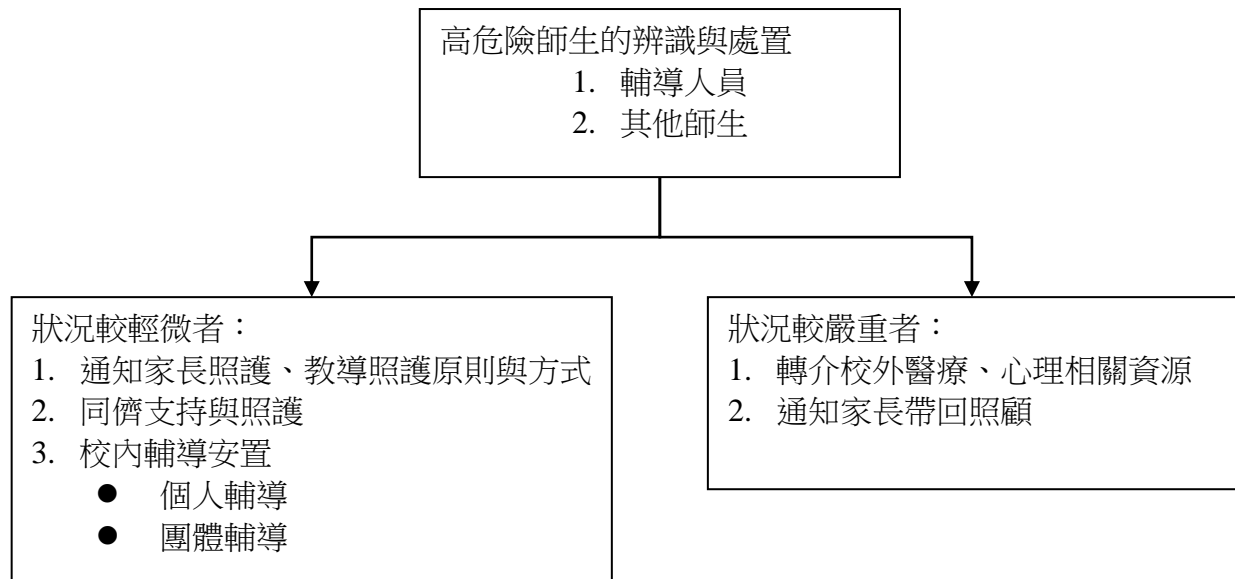 高危險師生的辨識與處置
1. 輔導人員
2. 其他師生
狀況較輕微者：
1. 通知家長照護、教導照護原則與方式
2. 同儕支持與照護
3. 校內輔導安置
● 個人輔導
● 團體輔導
狀況較嚴重者：
1. 轉介校外醫療、心理相關資源
2. 通知家長帶回照顧